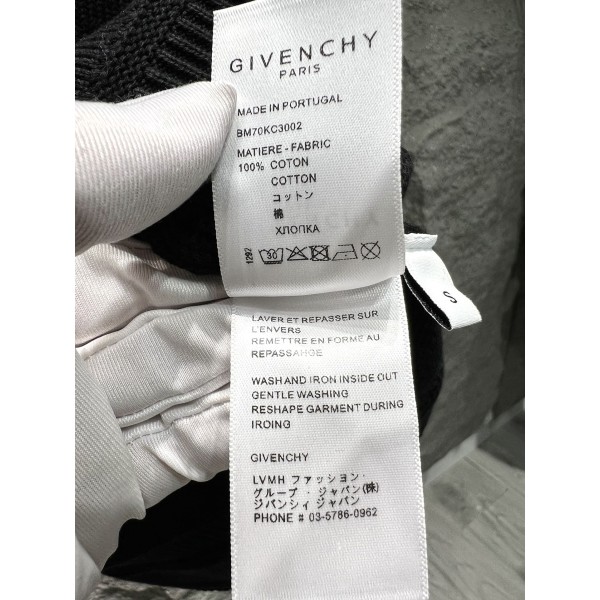 GIVENCHY
PARIS
MADE IN PORTUGAL
BM70KC3002
MATIERE - FABRIC
100% COTON
COTTON
コットン
棉
ХЛОПКА
1292
30
S
LAVER ET REPASSER SUR
L'ENVERS
REMETTRE EN FORME AU
REPASSANGE
WASH AND IRON INSIDE OUT
GENTLE WASHING
RESHAPE GARMENT DURING
IROING
GIVENCHY
LVMH ファッション・
グループ・ジャパン(株)
ジバンシィ ジャパン
PHONE # 03-5786-0962